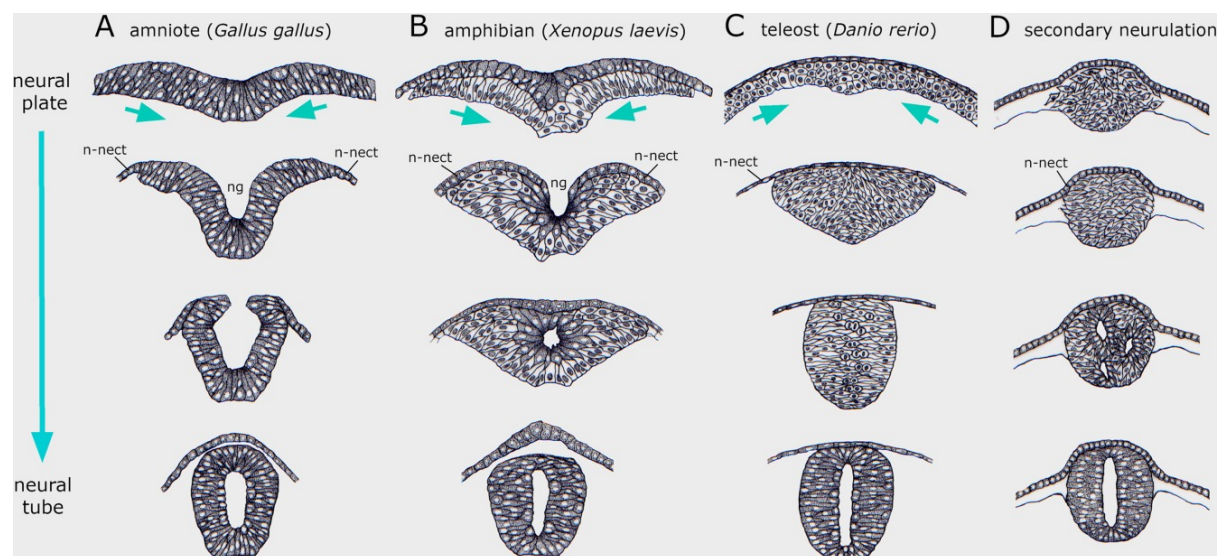 A amniote (Gallus gallus)
B amphibian (Xenopus laevis)
C teleost (Danio rerio)
D secondary neurulation
neural
plate
n-nect
ng
n-nect
n-nect
ng
n-nect
n-nect
n-nect
neural
tube